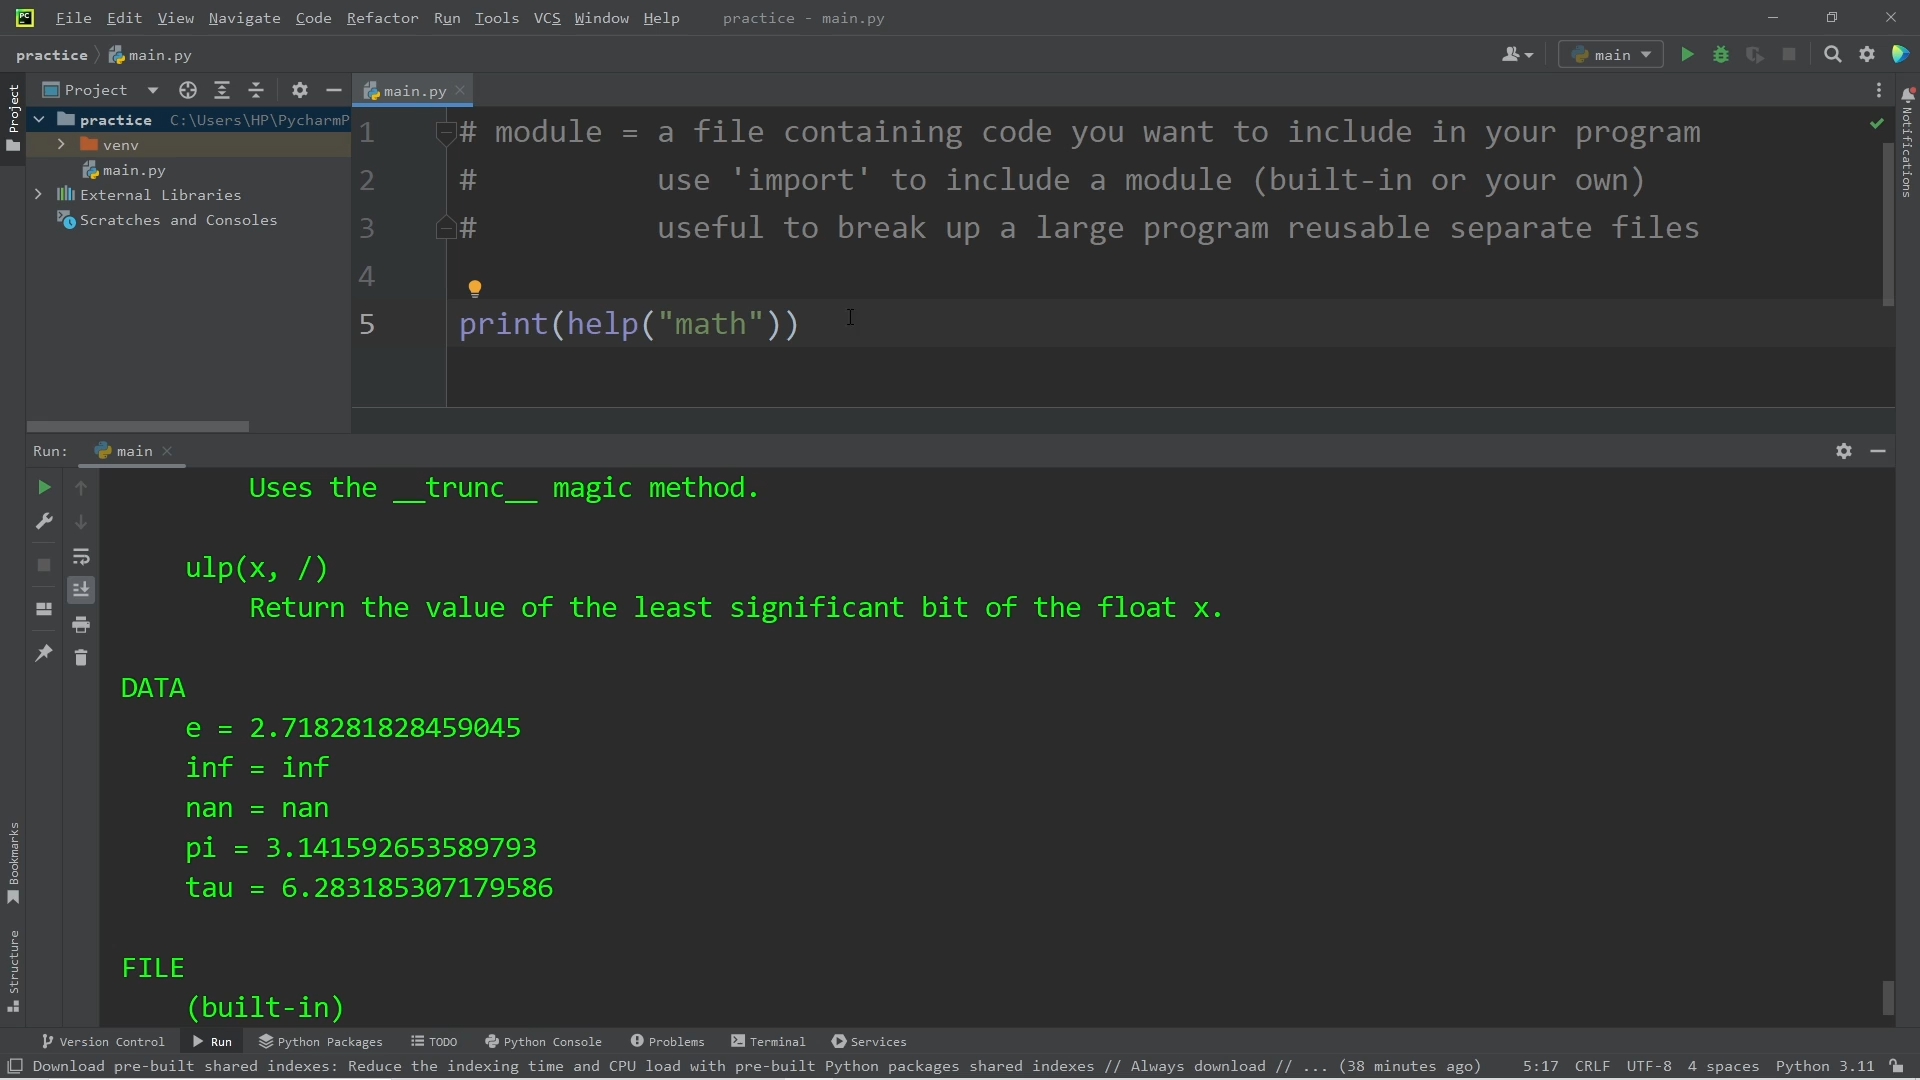 File Edit View Navigate Code Refactor Run Tools VCS Window Help practice - main.py
practice main.py main
Project main.py
Project
practice C:\Users\HP\PycharmP
venv
main.py
External Libraries
Scratches and Consoles
1 # module = a file containing code you want to include in your program
2 # use 'import' to include a module (built-in or your own)
3 # useful to break up a large program reusable separate files
4
5 print(help("math"))
Notifications
Run: main
Uses the __trunc__ magic method.
ulp(x, /)
Return the value of the least significant bit of the float x.
DATA
e = 2.718281828459045
inf = inf
nan = nan
pi = 3.141592653589793
tau = 6.283185307179586
FILE
(built-in)
Bookmarks
Structure
Version Control Run Python Packages TODO Python Console Problems Terminal Services
Download pre-built shared indexes: Reduce the indexing time and CPU load with pre-built Python packages shared indexes // Always download // ... (38 minutes ago) 5:17 CRLF UTF-8 4 spaces Python 3.11